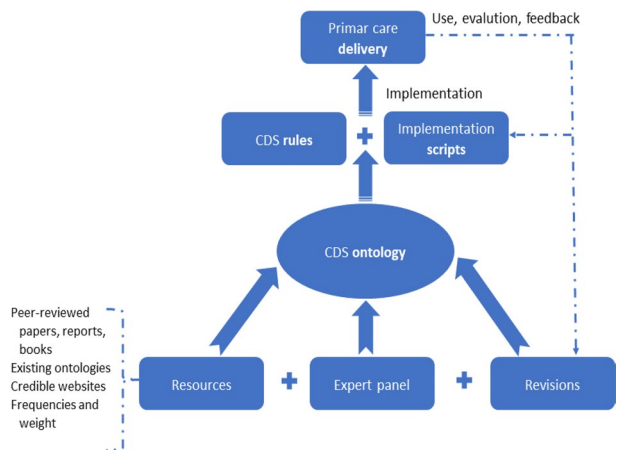 Use, evalution, feedback
Primar care
delivery
Implementation
CDS rules
Implementation
scripts
CDS ontology
Peer-reviewed
papers, reports,
books
Existing ontologies
Credible websites
Frequencies and
weight
Resources
Expert panel
Revisions